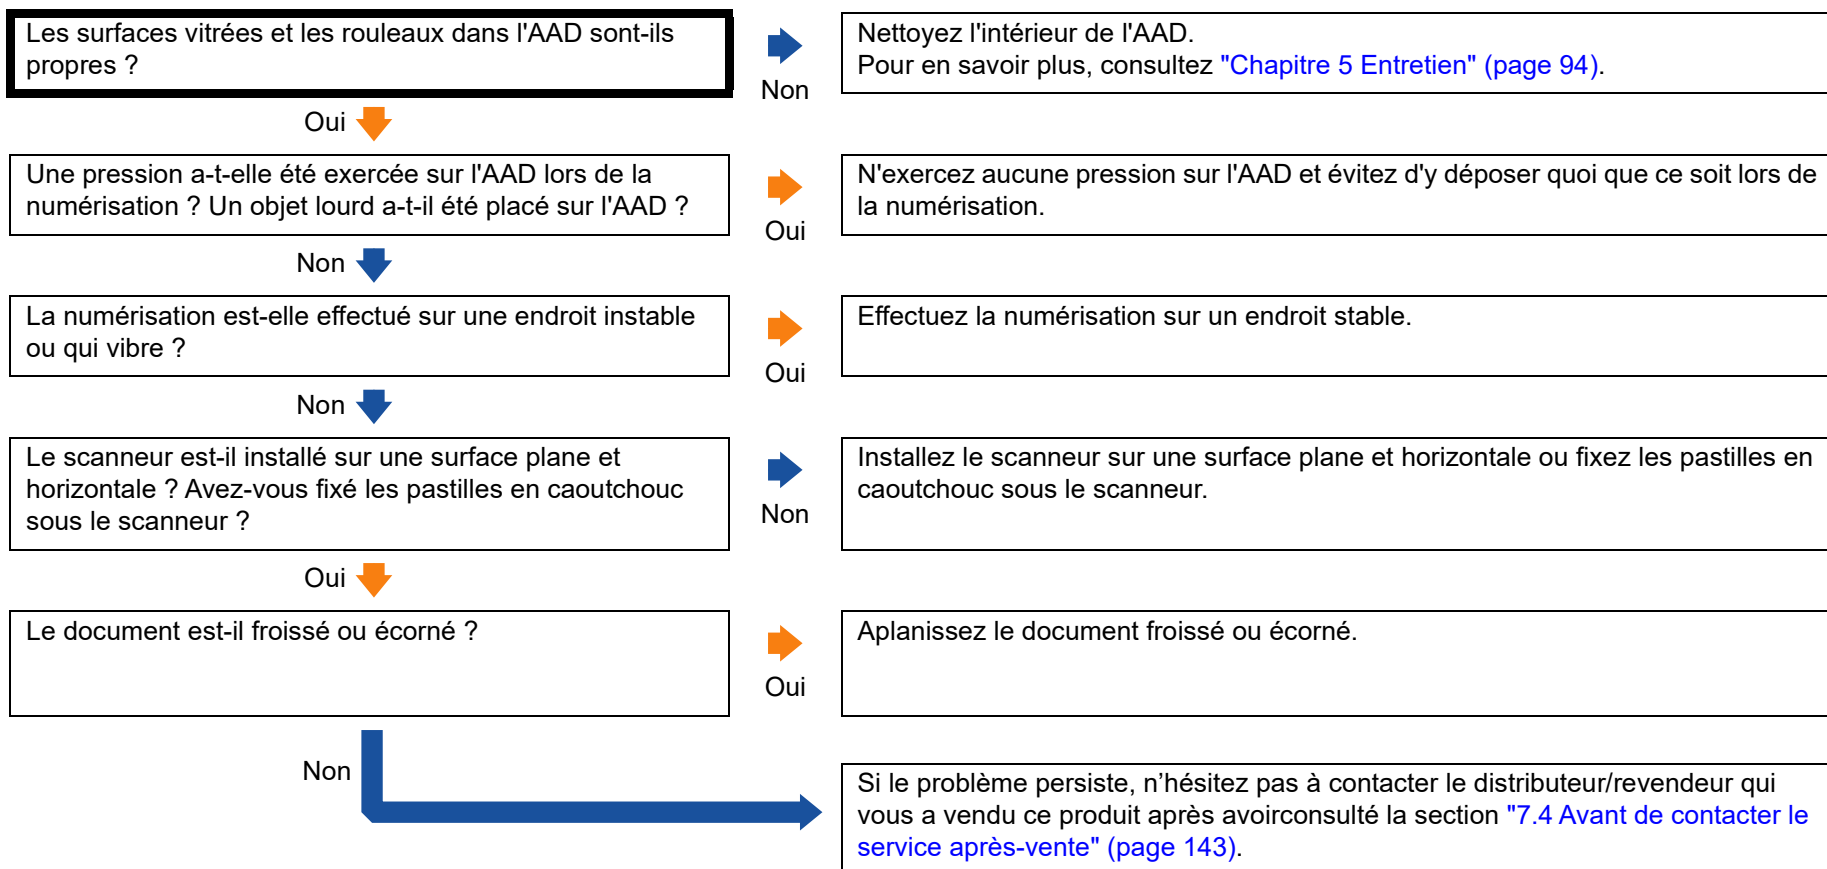 Les surfaces vitrées et les rouleaux dans l'AAD sont-ils
propres ?
Non
Nettoyez l'intérieur de l'AAD.
Pour en savoir plus, consultez "Chapitre 5 Entretien" (page 94).
Oui
Une pression a-t-elle été exercée sur l'AAD lors de la
numérisation ? Un objet lourd a-t-il été placé sur l'AAD ?
Oui
N'exercez aucune pression sur l'AAD et évitez d'y déposer quoi que ce soit lors de
la numérisation.
Non
La numérisation est-elle effectué sur une endroit instable
ou qui vibre ?
Oui
Effectuez la numérisation sur un endroit stable.
Non
Le scanneur est-il installé sur une surface plane et
horizontale ? Avez-vous fixé les pastilles en caoutchouc
sous le scanneur ?
Non
Installez le scanneur sur une surface plane et horizontale ou fixez les pastilles en
caoutchouc sous le scanneur.
Oui
Le document est-il froissé ou écorné ?
Oui
Aplanissez le document froissé ou écorné.
Non
Si le problème persiste, n’hésitez pas à contacter le distributeur/revendeur qui
vous a vendu ce produit après avoirconsulté la section "7.4 Avant de contacter le
service après-vente" (page 143).